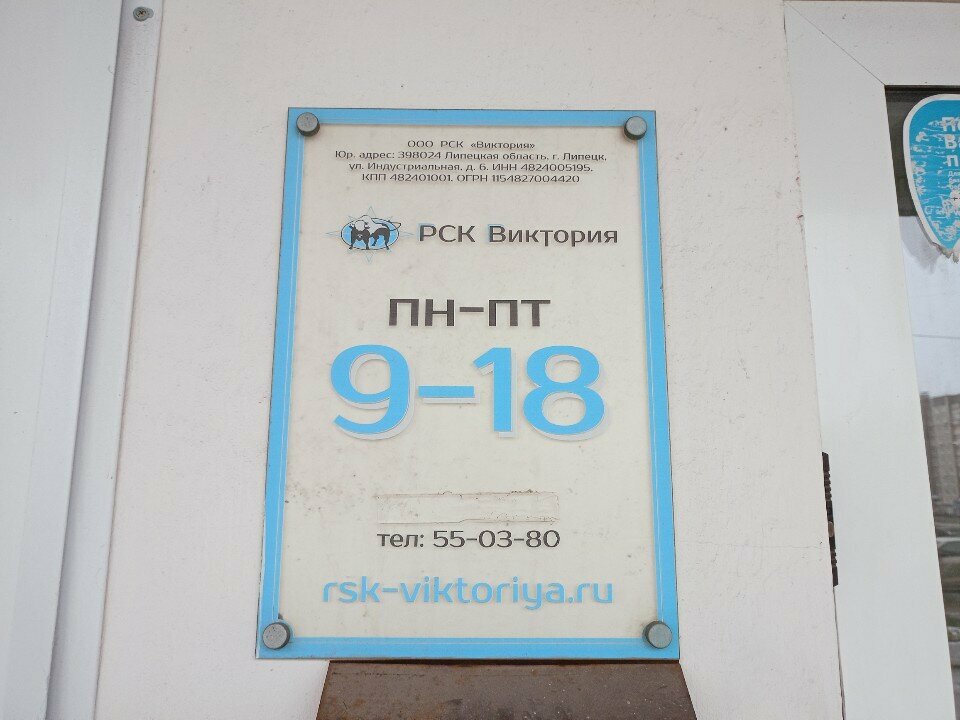 ООО РСК «Виктория»
Юр. адрес: 398024 Липецкая область, г. Липецк,
ул. Индустриальная, д. 6. ИНН 4824005195.
КПП 482401001. ОГРН 1154827004420
РСК Виктория
пн-пт
9-18
тел: 55-03-80
rsk-viktoriya.ru